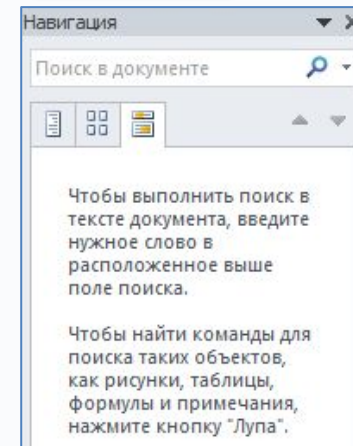 Навигация
Поиск в документе
Чтобы выполнить поиск в
тексте документа, введите
нужное слово в
расположенное выше
поле поиска.
Чтобы найти команды для
поиска таких объектов,
как рисунки, таблицы,
формулы и примечания,
нажмите кнопку "Лупа".